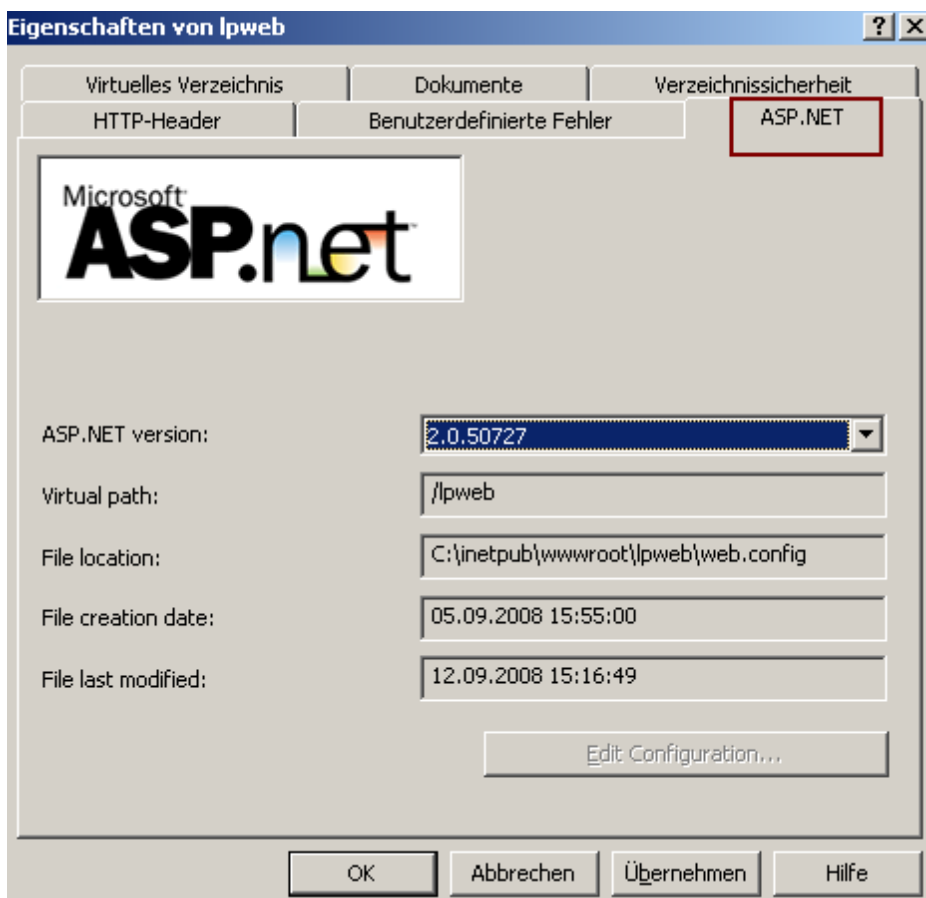 Eigenschaften von lpweb
Virtuelles Verzeichnis Dokumente Verzeichnissicherheit
HTTP-Header Benutzerdefinierte Fehler ASP.NET
Microsoft
ASP.net
ASP.NET version: 2.0.50727
Virtual path: /lpweb
File location: C:\inetpub\wwwroot\lpweb\web.config
File creation date: 05.09.2008 15:55:00
File last modified: 12.09.2008 15:16:49
Edit Configuration...
OK Abbrechen Übernehmen Hilfe